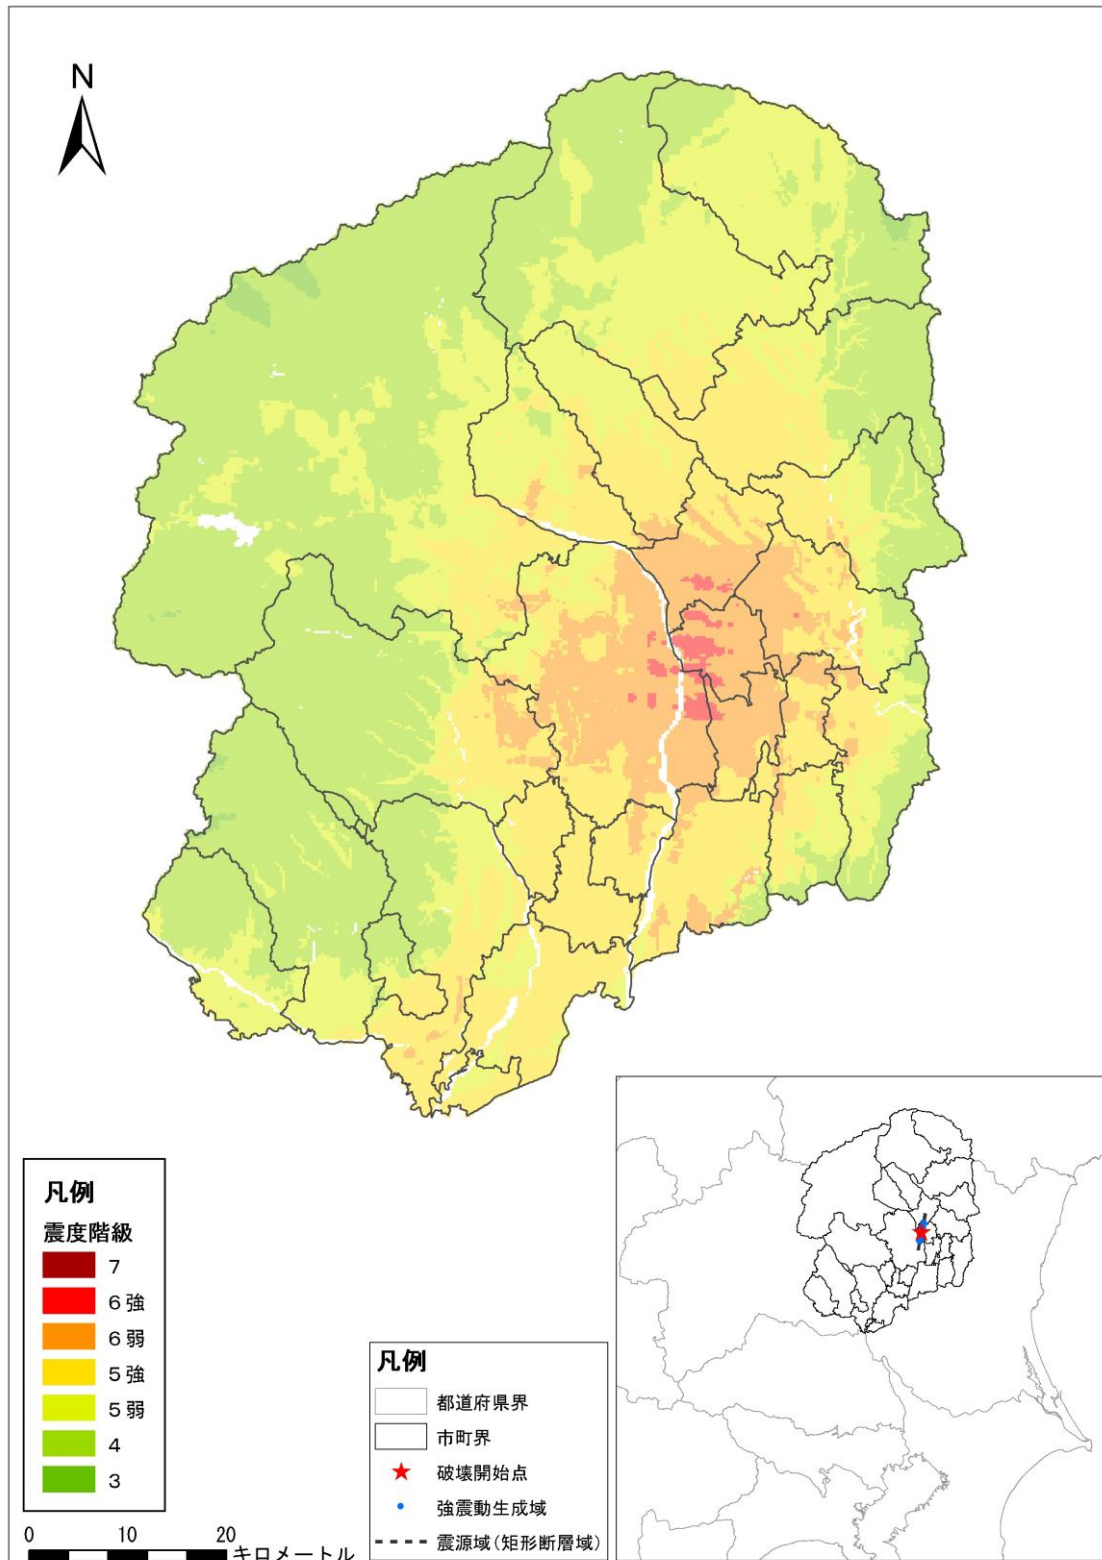 N
凡例
震度階級
7
6強
6弱
5強
5弱
4
3
0 10 20
キロメートル
凡例
都道府県界
市町界
破壊開始点
強震動生成域
震源域(矩形断層域)